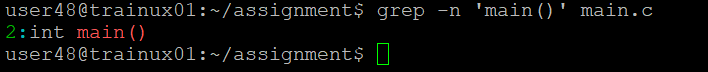 user48@trainux01:~/assignment$ grep -n 'main()' main.c
2:int main()
user48@trainux01:~/assignment$